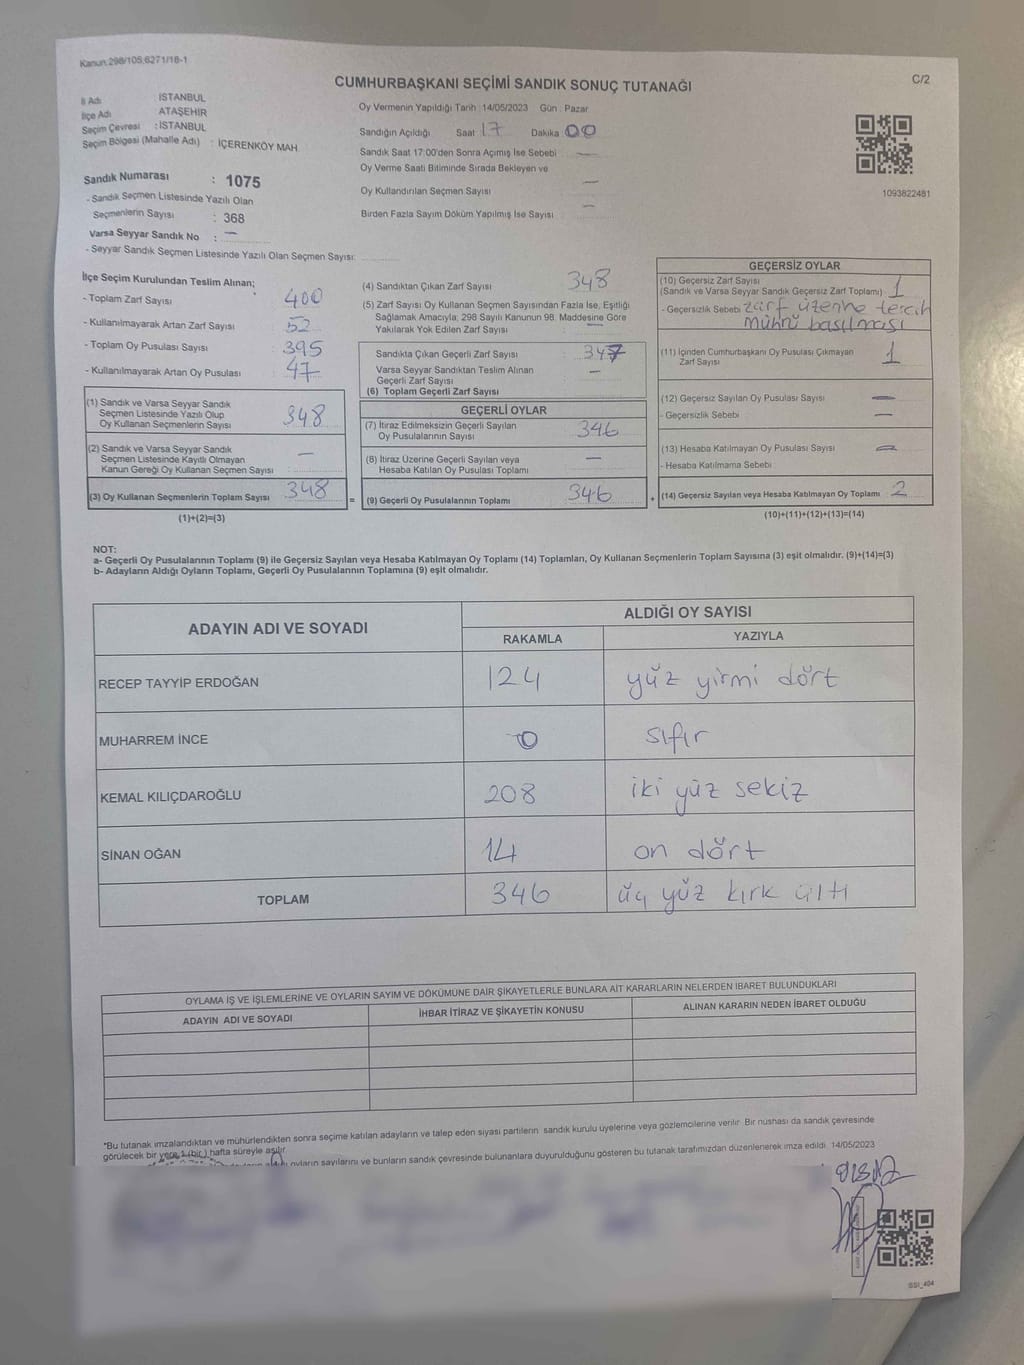 Kanun:298/105,6271/18-1
C/2
CUMHURBAŞKANI SEÇİMİ SANDIK SONUÇ TUTANAĞI
İl Adı İSTANBUL
İlçe Adı ATAŞEHİR
Seçim Çevresi : İSTANBUL
Seçim Bölgesi (Mahalle Adı) : İÇERENKÖY MAH
Sandık Numarası : 1075
- Sandık Seçmen Listesinde Yazılı Olan
Seçmenlerin Sayısı : 368
Varsa Seyyar Sandık No : —
- Seyyar Sandık Seçmen Listesinde Yazılı Olan Seçmen Sayısı:
Oy Vermenin Yapıldığı Tarih : 14/05/2023 Gün : Pazar
Sandığın Açıldığı Saat 17 Dakika 00
Sandık Saat 17:00'den Sonra Açımış İse Sebebi —
Oy Verme Saati Bitiminde Sırada Bekleyen ve
Oy Kullandırılan Seçmen Sayısı —
Birden Fazla Sayım Döküm Yapılmış İse Sayısı —
1093822481
İlçe Seçim Kurulundan Teslim Alınan;
- Toplam Zarf Sayısı 400
- Kullanılmayarak Artan Zarf Sayısı 52
- Toplam Oy Pusulası Sayısı : 395
- Kullanılmayarak Artan Oy Pusulası : 47
(1) Sandık ve Varsa Seyyar Sandık
Seçmen Listesinde Yazılı Olup
Oy Kullanan Seçmenlerin Sayısı 348
(2) Sandık ve Varsa Seyyar Sandık
Seçmen Listesinde Kayıtlı Olmayan
Kanun Gereği Oy Kullanan Seçmen Sayısı —
(3) Oy Kullanan Seçmenlerin Toplam Sayısı 348
(1)+(2)=(3)
(4) Sandıktan Çıkan Zarf Sayısı 348
(5) Zarf Sayısı Oy Kullanan Seçmen Sayısından Fazla İse, Eşitliği
Sağlamak Amacıyla; 298 Sayılı Kanunun 98. Maddesine Göre
Yakılarak Yok Edilen Zarf Sayısı : —
Sandıkta Çıkan Geçerli Zarf Sayısı : 347
Varsa Seyyar Sandıktan Teslim Alınan
Geçerli Zarf Sayısı —
(6) Toplam Geçerli Zarf Sayısı
GEÇERLİ OYLAR
(7) İtiraz Edilmeksizin Geçerli Sayılan
Oy Pusulalarının Sayısı 346
(8) İtiraz Üzerine Geçerli Sayılan veya
Hesaba Katılan Oy Pusulası Toplamı —
=
(9) Geçerli Oy Pusulalarının Toplamı 346
+
GEÇERSİZ OYLAR
(10) Geçersiz Zarf Sayısı
(Sandık ve Varsa Seyyar Sandık Geçersiz Zarf Toplamı) 1
- Geçersizlik Sebebi zarf üzerine tercih
mührü basılması
(11) İçinden Cumhurbaşkanı Oy Pusulası Çıkmayan
Zarf Sayısı 1
(12) Geçersiz Sayılan Oy Pusulası Sayısı —
- Geçersizlik Sebebi —
(13) Hesaba Katılmayan Oy Pusulası Sayısı —
- Hesaba Katılmama Sebebi
(14) Geçersiz Sayılan veya Hesaba Katılmayan Oy Toplamı 2
(10)+(11)+(12)+(13)=(14)
NOT:
a- Geçerli Oy Pusulalarının Toplamı (9) ile Geçersiz Sayılan veya Hesaba Katılmayan Oy Toplamı (14) Toplamları, Oy Kullanan Seçmenlerin Toplam Sayısına (3) eşit olmalıdır. (9)+(14)=(3)
b- Adayların Aldığı Oyların Toplamı, Geçerli Oy Pusulalarının Toplamına (9) eşit olmalıdır.
ADAYIN ADI VE SOYADI
ALDIĞI OY SAYISI
RAKAMLA YAZIYLA
RECEP TAYYİP ERDOĞAN 124 yüz yirmi dört
MUHARREM İNCE 0 sıfır
KEMAL KILIÇDAROĞLU 208 iki yüz sekiz
SİNAN OĞAN 14 on dört
TOPLAM 346 üç yüz kırk altı
OYLAMA İŞ VE İŞLEMLERİNE VE OYLARIN SAYIM VE DÖKÜMÜNE DAİR ŞİKAYETLERLE BUNLARA AİT KARARLARIN NELERDEN İBARET BULUNDUKLARI
ADAYIN ADI VE SOYADI İHBAR İTİRAZ VE ŞİKAYETİN KONUSU ALINAN KARARIN NEDEN İBARET OLDUĞU
*Bu tutanak imzalandıktan ve mühürlendikten sonra seçime katılan adayların ve talep eden siyasi partilerin sandık kurulu üyelerine veya gözlemcilerine verilir Bir nüshası da sandık çevresinde
görülecek bir yere 1 (bir) hafta süreyle asılır.
oyların sayılarını ve bunların sandık çevresinde bulunanlara duyurulduğunu gösteren bu tutanak tarafımızdan düzenlenerek imza edildi. 14/05/2023
SSI_404